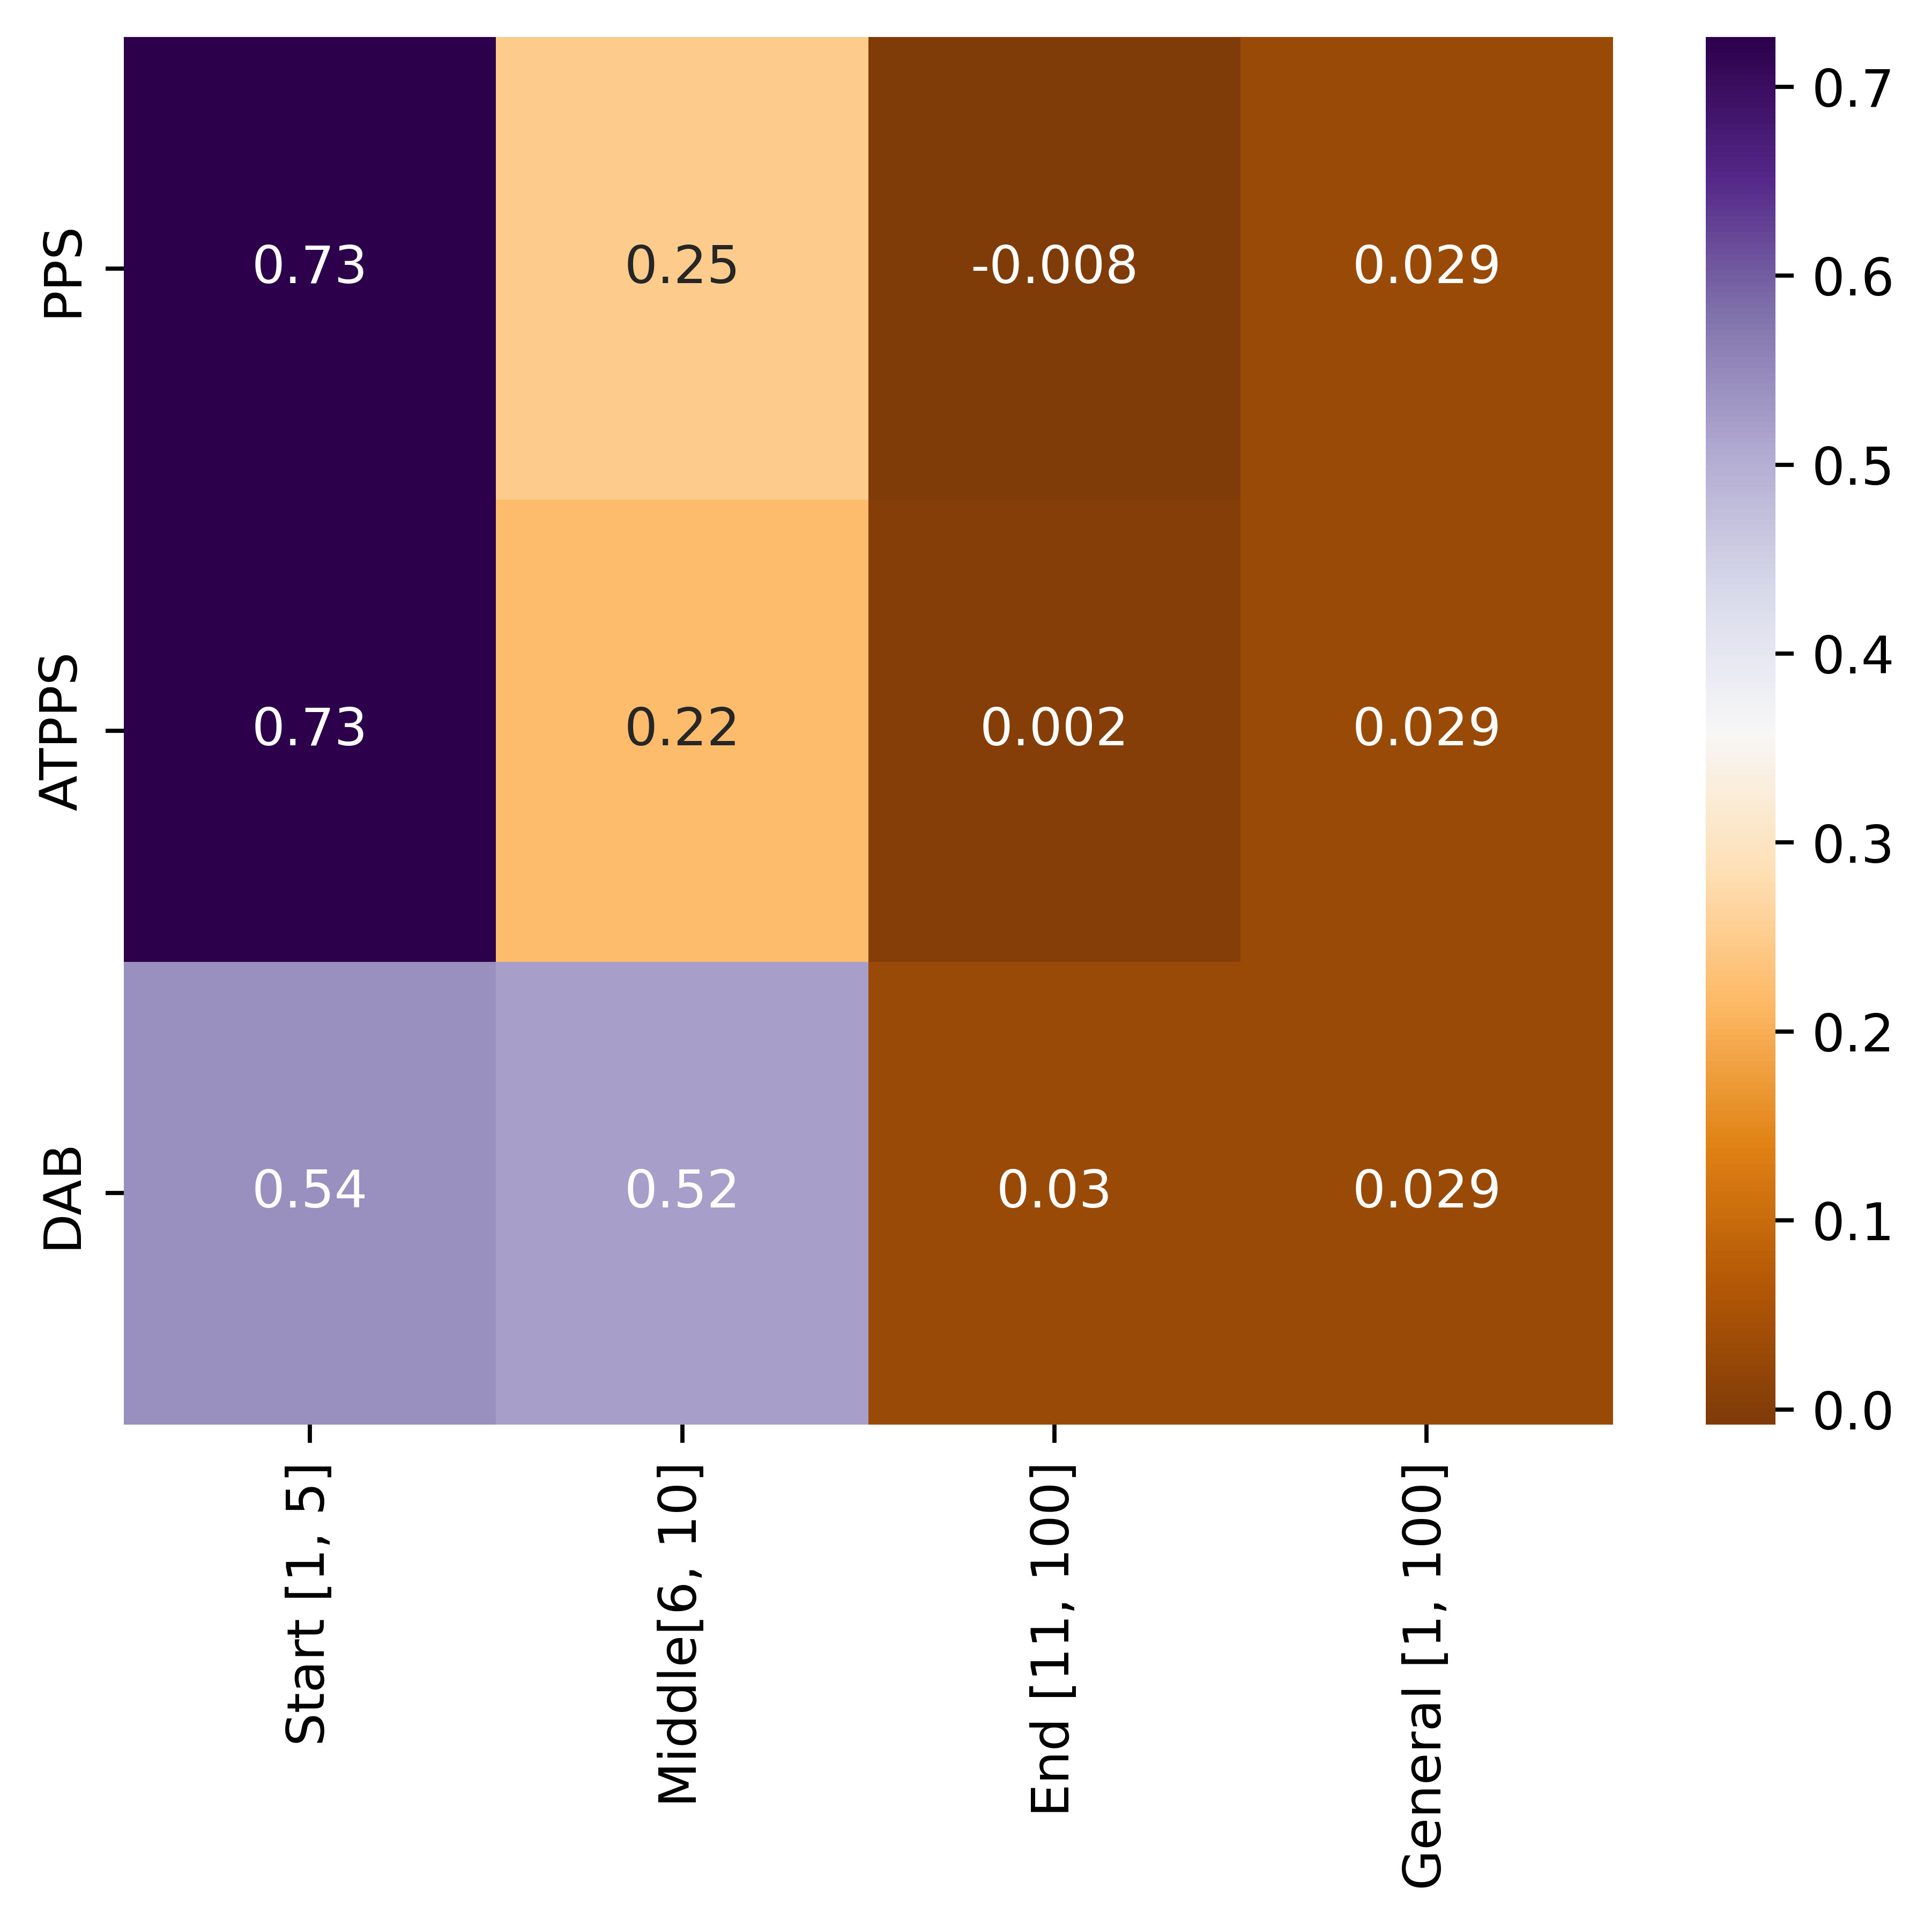 PPS
0.73 0.25 -0.008 0.029
ATPPS
0.73 0.22 0.002 0.029
DAB
0.54 0.52 0.03 0.029
Start [1, 5]
Middle[6, 10]
End [11, 100]
General [1, 100]
0.7
0.6
0.5
0.4
0.3
0.2
0.1
0.0